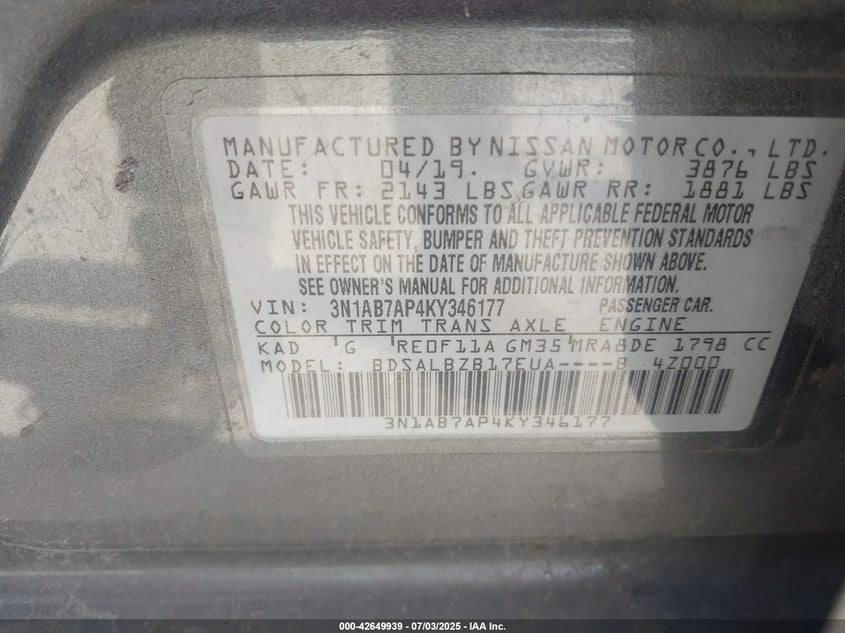 MANUFACTURED BY NISSAN MOTOR CO., LTD.
DATE: 04/19. GVWR: 3876 LBS
GAWR FR: 2143 LBS GAWR RR: 1881 LBS
THIS VEHICLE CONFORMS TO ALL APPLICABLE FEDERAL MOTOR
VEHICLE SAFETY, BUMPER AND THEFT PREVENTION STANDARDS
IN EFFECT ON THE DATE OF MANUFACTURE SHOWN ABOVE.
SEE OWNER'S MANUAL FOR ADDITIONAL INFORMATION.
VIN: 3N1AB7AP4KY346177 PASSENGER CAR.
COLOR TRIM TRANS AXLE ENGINE
KAD G RE0F11A GM35 MRA8DE 1798 CC
MODEL: BDSALBZB17EUA----B 4Z000
3N1AB7AP4KY346177
000-42649939 - 07/03/2025 - IAA Inc.